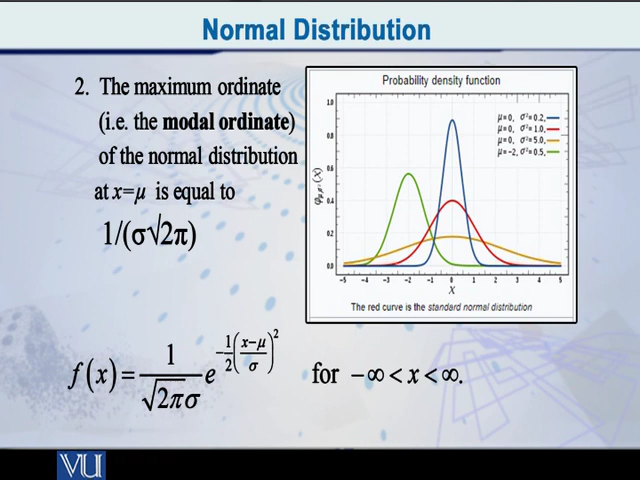 Normal Distribution
2. The maximum ordinate
(i.e. the modal ordinate)
of the normal distribution
at x=μ is equal to
1/(σ√2π)
Probability density function
μ= 0, σ²= 0.2,
μ= 0, σ²= 1.0,
μ= 0, σ²= 5.0,
μ= −2, σ²= 0.5,
φμ,σ²(X)
1.0
0.8
0.6
0.4
0.2
0.0
−5 −4 −3 −2 −1 0 1 2 3 4 5
X
The red curve is the standard normal distribution
f(x) = 1/(√2πσ) e^{−1/2((x−μ)/σ)²} for −∞ < x < ∞.
VU